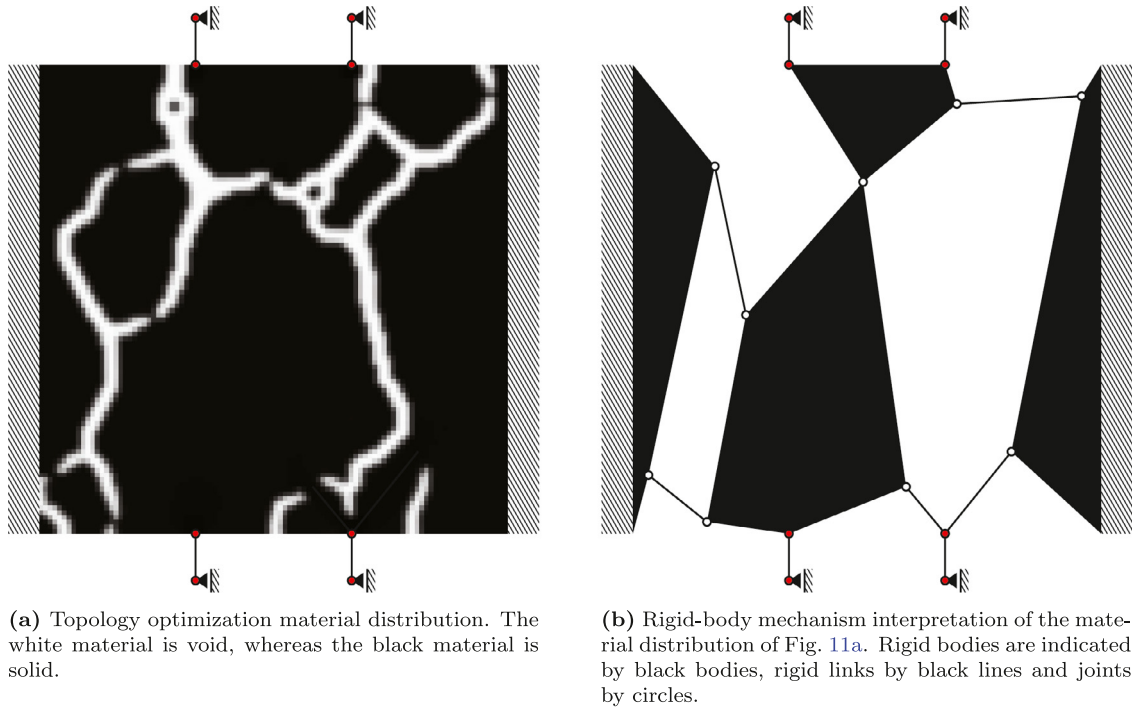 (a) Topology optimization material distribution. The
white material is void, whereas the black material is
solid.
(b) Rigid-body mechanism interpretation of the mate-
rial distribution of Fig. 11a. Rigid bodies are indicated
by black bodies, rigid links by black lines and joints
by circles.